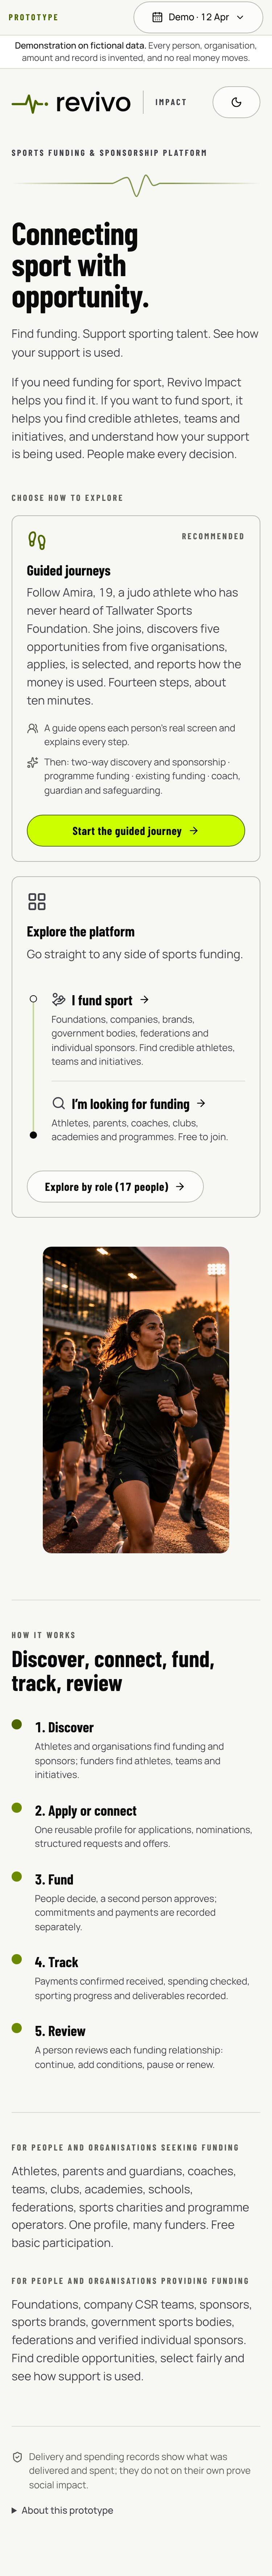 PROTOTYPE
Demo · 12 Apr
Demonstration on fictional data. Every person, organisation,
amount and record is invented, and no real money moves.
revivo
IMPACT
SPORTS FUNDING & SPONSORSHIP PLATFORM
Connecting
sport with
opportunity.
Find funding. Support sporting talent. See how
your support is used.
If you need funding for sport, Revivo Impact
helps you find it. If you want to fund sport, it
helps you find credible athletes, teams and
initiatives, and understand how your support
is being used. People make every decision.
CHOOSE HOW TO EXPLORE
RECOMMENDED
Guided journeys
Follow Amira, 19, a judo athlete who has
never heard of Tallwater Sports
Foundation. She joins, discovers five
opportunities from five organisations,
applies, is selected, and reports how the
money is used. Fourteen steps, about
ten minutes.
A guide opens each person's real screen and
explains every step.
Then: two-way discovery and sponsorship ·
programme funding · existing funding · coach,
guardian and safeguarding.
Start the guided journey
Explore the platform
Go straight to any side of sports funding.
I fund sport
Foundations, companies, brands,
government bodies, federations and
individual sponsors. Find credible athletes,
teams and initiatives.
I'm looking for funding
Athletes, parents, coaches, clubs,
academies and programmes. Free to join.
Explore by role (17 people)
HOW IT WORKS
Discover, connect, fund,
track, review
1. Discover
Athletes and organisations find funding and
sponsors; funders find athletes, teams and
initiatives.
2. Apply or connect
One reusable profile for applications, nominations,
structured requests and offers.
3. Fund
People decide, a second person approves;
commitments and payments are recorded
separately.
4. Track
Payments confirmed received, spending checked,
sporting progress and deliverables recorded.
5. Review
A person reviews each funding relationship:
continue, add conditions, pause or renew.
FOR PEOPLE AND ORGANISATIONS SEEKING FUNDING
Athletes, parents and guardians, coaches,
teams, clubs, academies, schools,
federations, sports charities and programme
operators. One profile, many funders. Free
basic participation.
FOR PEOPLE AND ORGANISATIONS PROVIDING FUNDING
Foundations, company CSR teams, sponsors,
sports brands, government sports bodies,
federations and verified individual sponsors.
Find credible opportunities, select fairly and
see how support is used.
Delivery and spending records show what was
delivered and spent; they do not on their own prove
social impact.
About this prototype